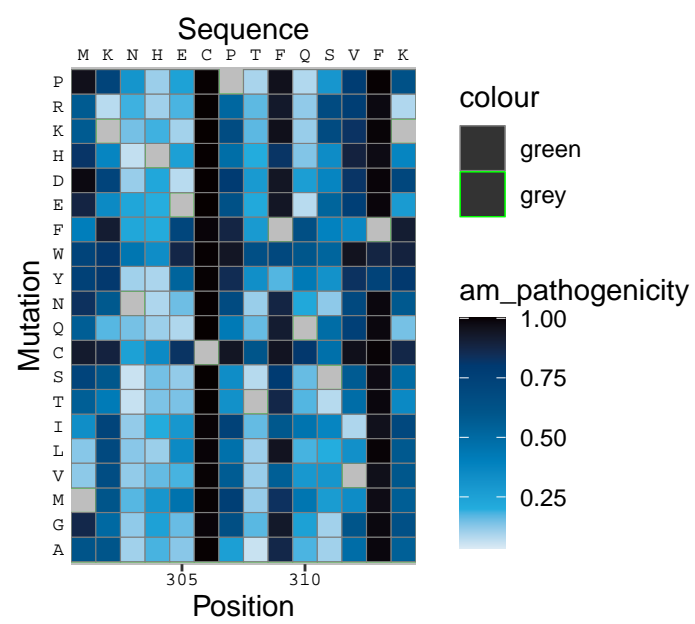 Sequence
M K N H E C P T F Q S V F K
P
R
K
H
D
E
F
W
Y
N
Q
C
S
T
I
L
V
M
G
A
Mutation
305 310
Position
colour
green
grey
am_pathogenicity
1.00
0.75
0.50
0.25